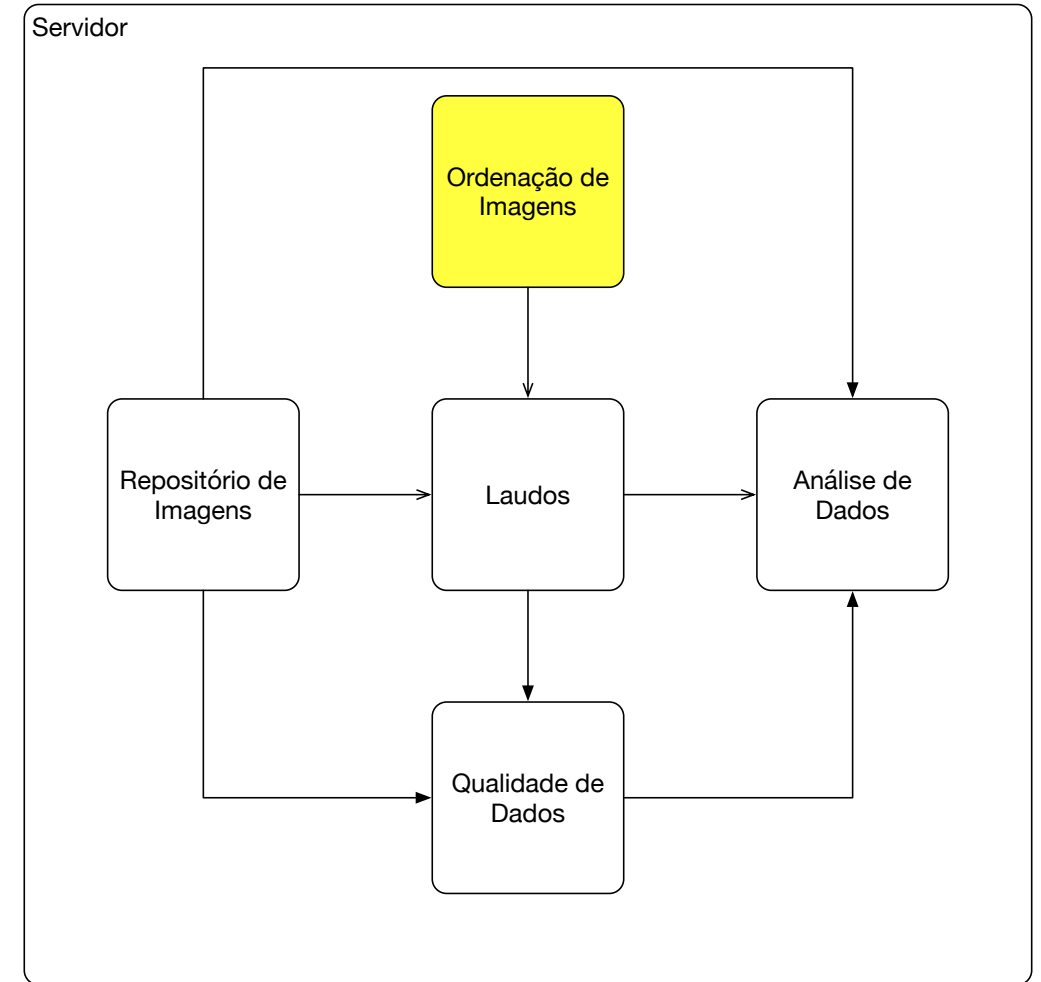 Servidor
Ordenação de
Imagens
Repositório de
Imagens
Laudos
Análise de
Dados
Qualidade de
Dados